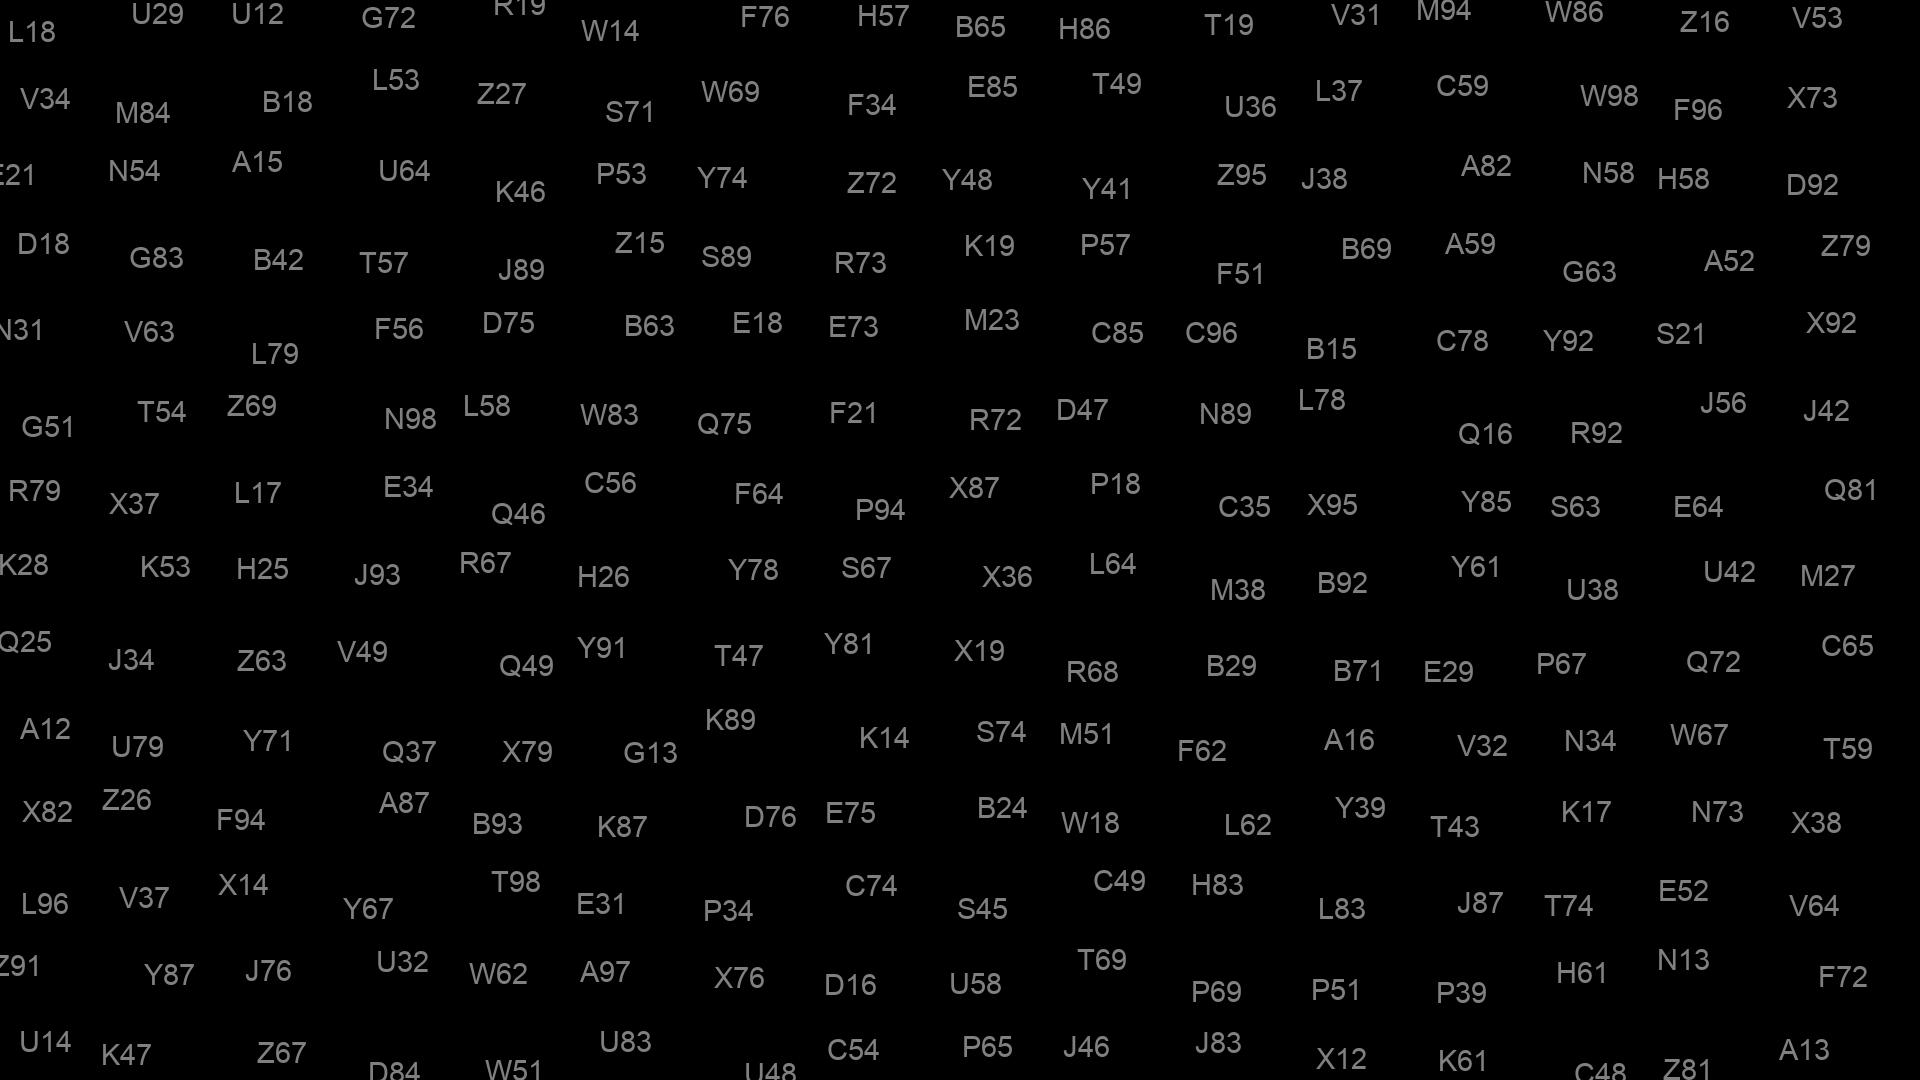 L18 U29 U12 G72 R19 W14 F76 H57 B65 H86 T19 V31 M94 W86 Z16 V53
V34 M84 B18 L53 Z27 S71 W69 F34 E85 T49 U36 L37 C59 W98 F96 X73
E21 N54 A15 U64 K46 P53 Y74 Z72 Y48 Y41 Z95 J38 A82 N58 H58 D92
D18 G83 B42 T57 J89 Z15 S89 R73 K19 P57 F51 B69 A59 G63 A52 Z79
N31 V63 L79 F56 D75 B63 E18 E73 M23 C85 C96 B15 C78 Y92 S21 X92
G51 T54 Z69 N98 L58 W83 Q75 F21 R72 D47 N89 L78 Q16 R92 J56 J42
R79 X37 L17 E34 Q46 C56 F64 P94 X87 P18 C35 X95 Y85 S63 E64 Q81
K28 K53 H25 J93 R67 H26 Y78 S67 X36 L64 M38 B92 Y61 U38 U42 M27
Q25 J34 Z63 V49 Q49 Y91 T47 Y81 X19 R68 B29 B71 E29 P67 Q72 C65
A12 U79 Y71 Q37 X79 G13 K89 K14 S74 M51 F62 A16 V32 N34 W67 T59
X82 Z26 F94 A87 B93 K87 D76 E75 B24 W18 L62 Y39 T43 K17 N73 X38
L96 V37 X14 Y67 T98 E31 P34 C74 S45 C49 H83 L83 J87 T74 E52 V64
Z91 Y87 J76 U32 W62 A97 X76 D16 U58 T69 P69 P51 P39 H61 N13 F72
U14 K47 Z67 D84 W51 U83 U48 C54 P65 J46 J83 X12 K61 C48 Z81 A13